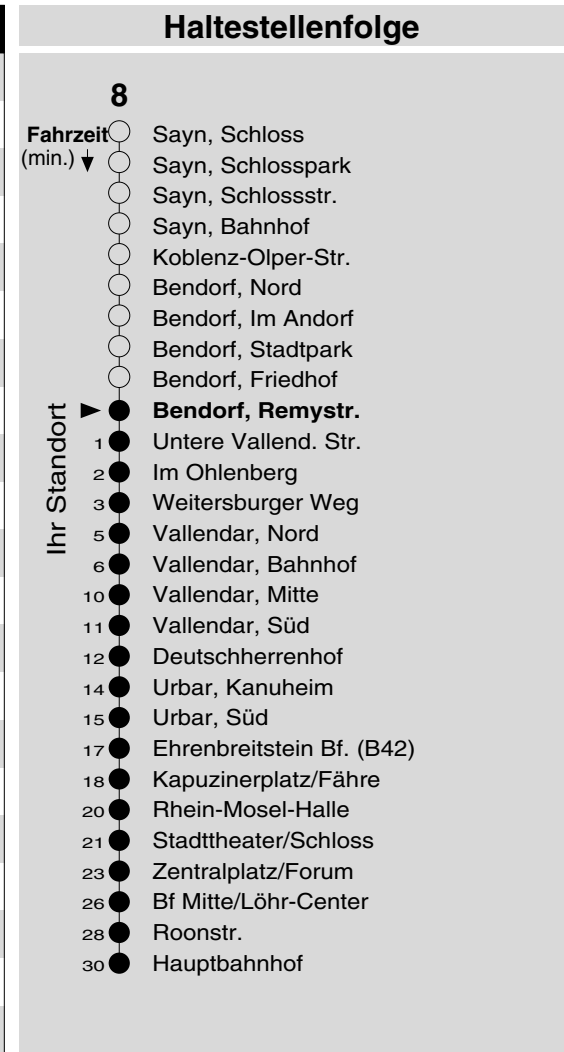 Haltestellenfolge
8
Fahrzeit
(min.)
Sayn, Schloss
Sayn, Schlosspark
Sayn, Schlossstr.
Sayn, Bahnhof
Koblenz-Olper-Str.
Bendorf, Nord
Bendorf, Im Andorf
Bendorf, Stadtpark
Bendorf, Friedhof
Ihr Standort
Bendorf, Remystr.
1 Untere Vallend. Str.
2 Im Ohlenberg
3 Weitersburger Weg
5 Vallendar, Nord
6 Vallendar, Bahnhof
10 Vallendar, Mitte
11 Vallendar, Süd
12 Deutschherrenhof
14 Urbar, Kanuheim
15 Urbar, Süd
17 Ehrenbreitstein Bf. (B42)
18 Kapuzinerplatz/Fähre
20 Rhein-Mosel-Halle
21 Stadttheater/Schloss
23 Zentralplatz/Forum
26 Bf Mitte/Löhr-Center
28 Roonstr.
30 Hauptbahnhof